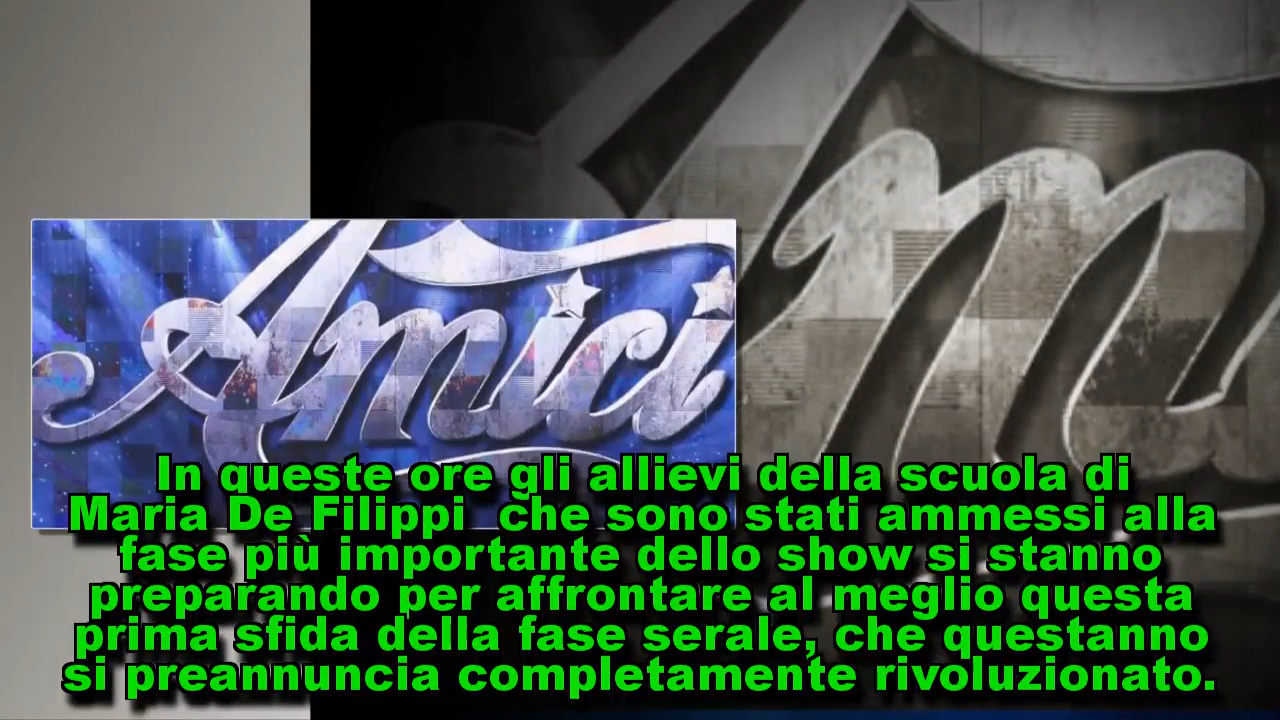 Amici
Am
In queste ore gli allievi della scuola di
Maria De Filippi  che sono stati ammessi alla
fase più importante dello show si stanno
preparando per affrontare al meglio questa
prima sfida della fase serale, che questanno
si preannuncia completamente rivoluzionato.